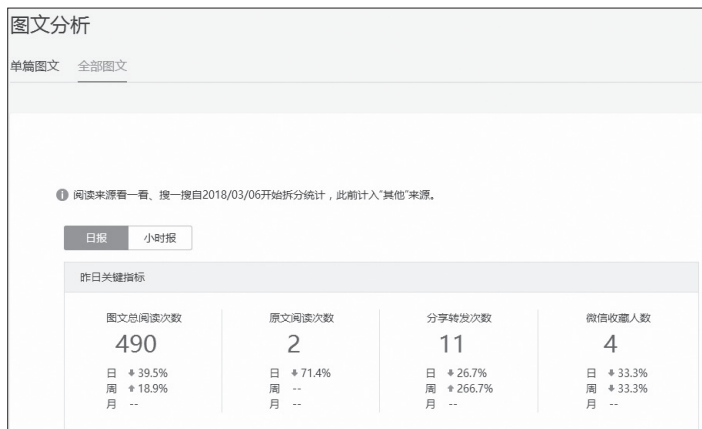 图文分析
单篇图文 全部图文
阅读来源看一看、搜一搜自2018/03/06开始拆分统计，此前计入"其他"来源。
日报 小时报
昨日关键指标
图文总阅读次数 原文阅读次数 分享转发次数 微信收藏人数
490 2 11 4
日 ↓39.5% 日 ↓71.4% 日 ↓26.7% 日 ↓33.3%
周 ↑18.9% 周 -- 周 ↑266.7% 周 ↓33.3%
月 -- 月 -- 月 -- 月 --